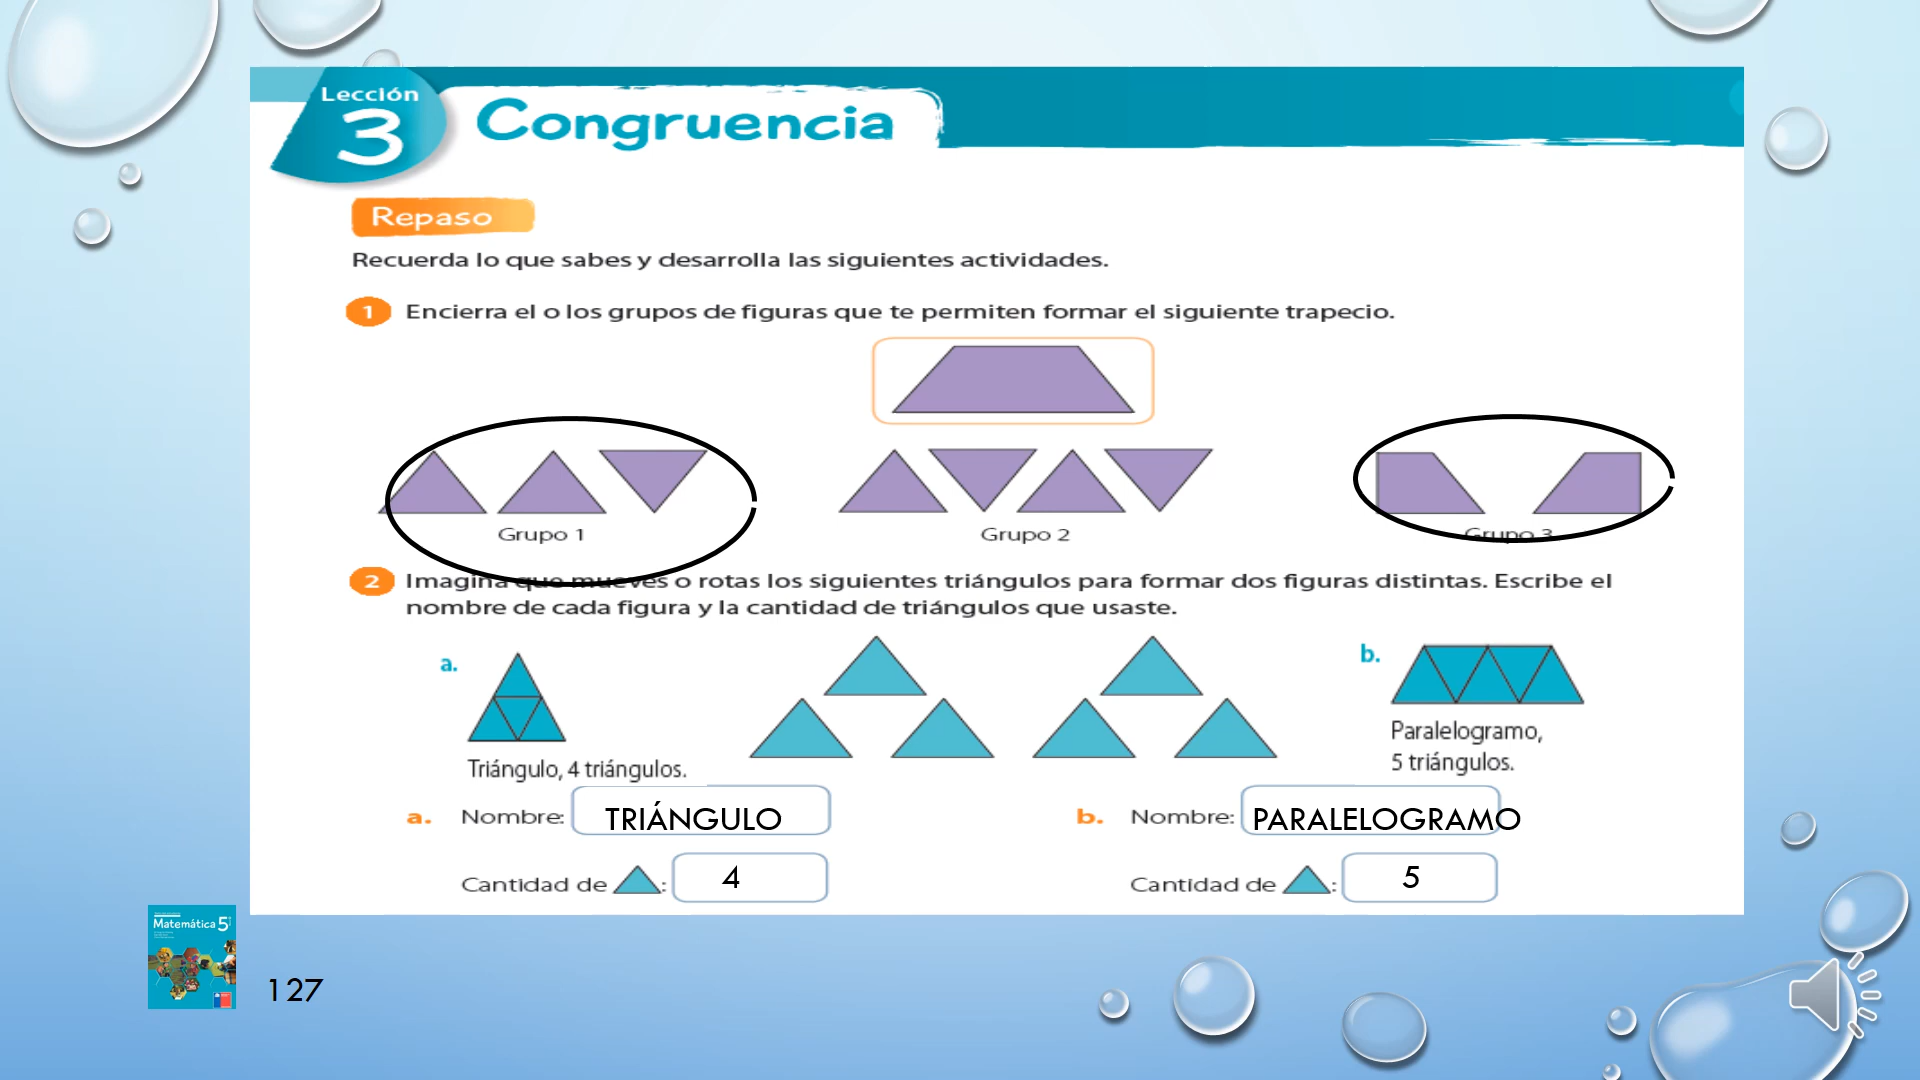 Lección
3
Congruencia
Repaso
Recuerda lo que sabes y desarrolla las siguientes actividades.
1 Encierra el o los grupos de figuras que te permiten formar el siguiente trapecio.
Grupo 1
Grupo 2
Grupo 3
2 Imagina que mueves o rotas los siguientes triángulos para formar dos figuras distintas. Escribe el
nombre de cada figura y la cantidad de triángulos que usaste.
a.
Triángulo, 4 triángulos.
b.
Paralelogramo,
5 triángulos.
a. Nombre: TRIÁNGULO
Cantidad de : 4
b. Nombre: PARALELOGRAMO
Cantidad de : 5
Matemática 5
127